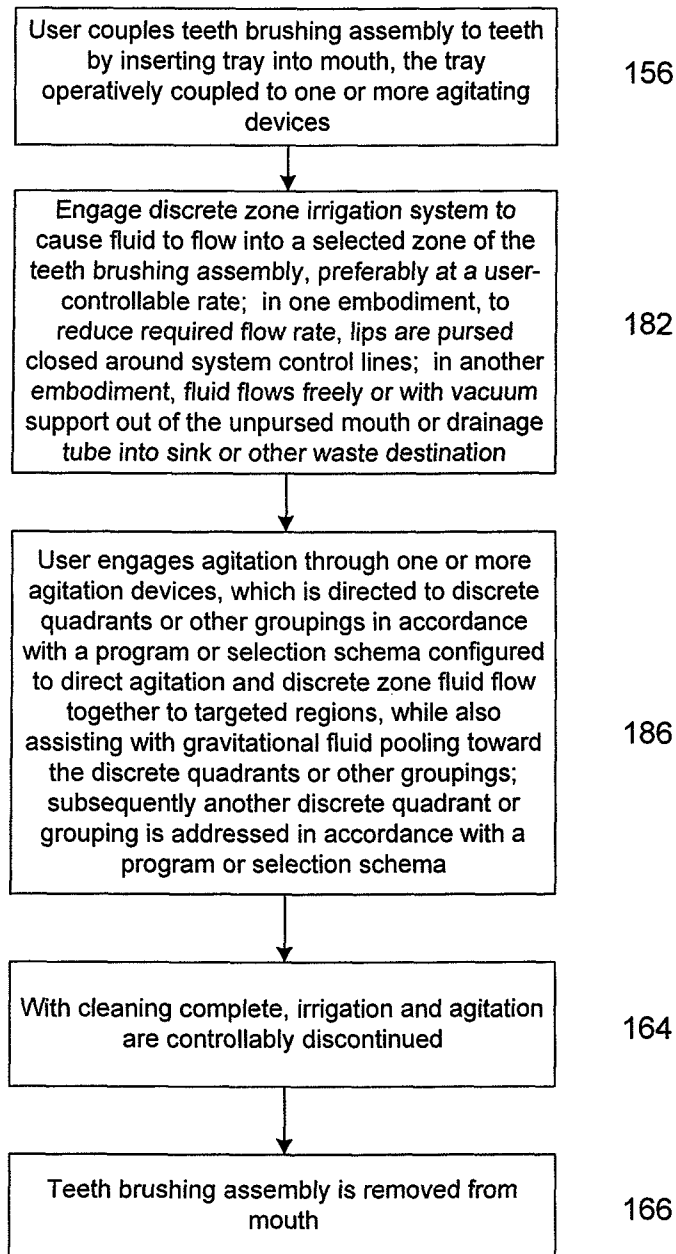 User couples teeth brushing assembly to teeth
by inserting tray into mouth, the tray
operatively coupled to one or more agitating
devices
156
Engage discrete zone irrigation system to
cause fluid to flow into a selected zone of the
teeth brushing assembly, preferably at a user-
controllable rate; in one embodiment, to
reduce required flow rate, lips are pursed
closed around system control lines; in another
embodiment, fluid flows freely or with vacuum
support out of the unpursed mouth or drainage
tube into sink or other waste destination
182
User engages agitation through one or more
agitation devices, which is directed to discrete
quadrants or other groupings in accordance
with a program or selection schema configured
to direct agitation and discrete zone fluid flow
together to targeted regions, while also
assisting with gravitational fluid pooling toward
the discrete quadrants or other groupings;
subsequently another discrete quadrant or
grouping is addressed in accordance with a
program or selection schema
186
With cleaning complete, irrigation and agitation
are controllably discontinued
164
Teeth brushing assembly is removed from
mouth
166